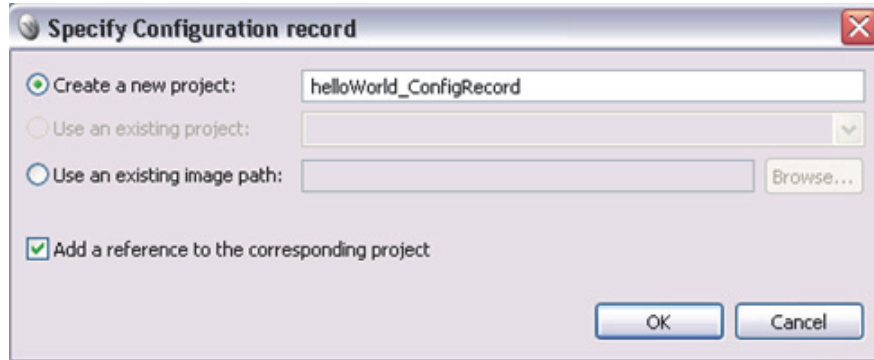 Specify Configuration record
Create a new project: helloWorld_ConfigRecord
Use an existing project:
Use an existing image path: Browse...
Add a reference to the corresponding project
OK Cancel